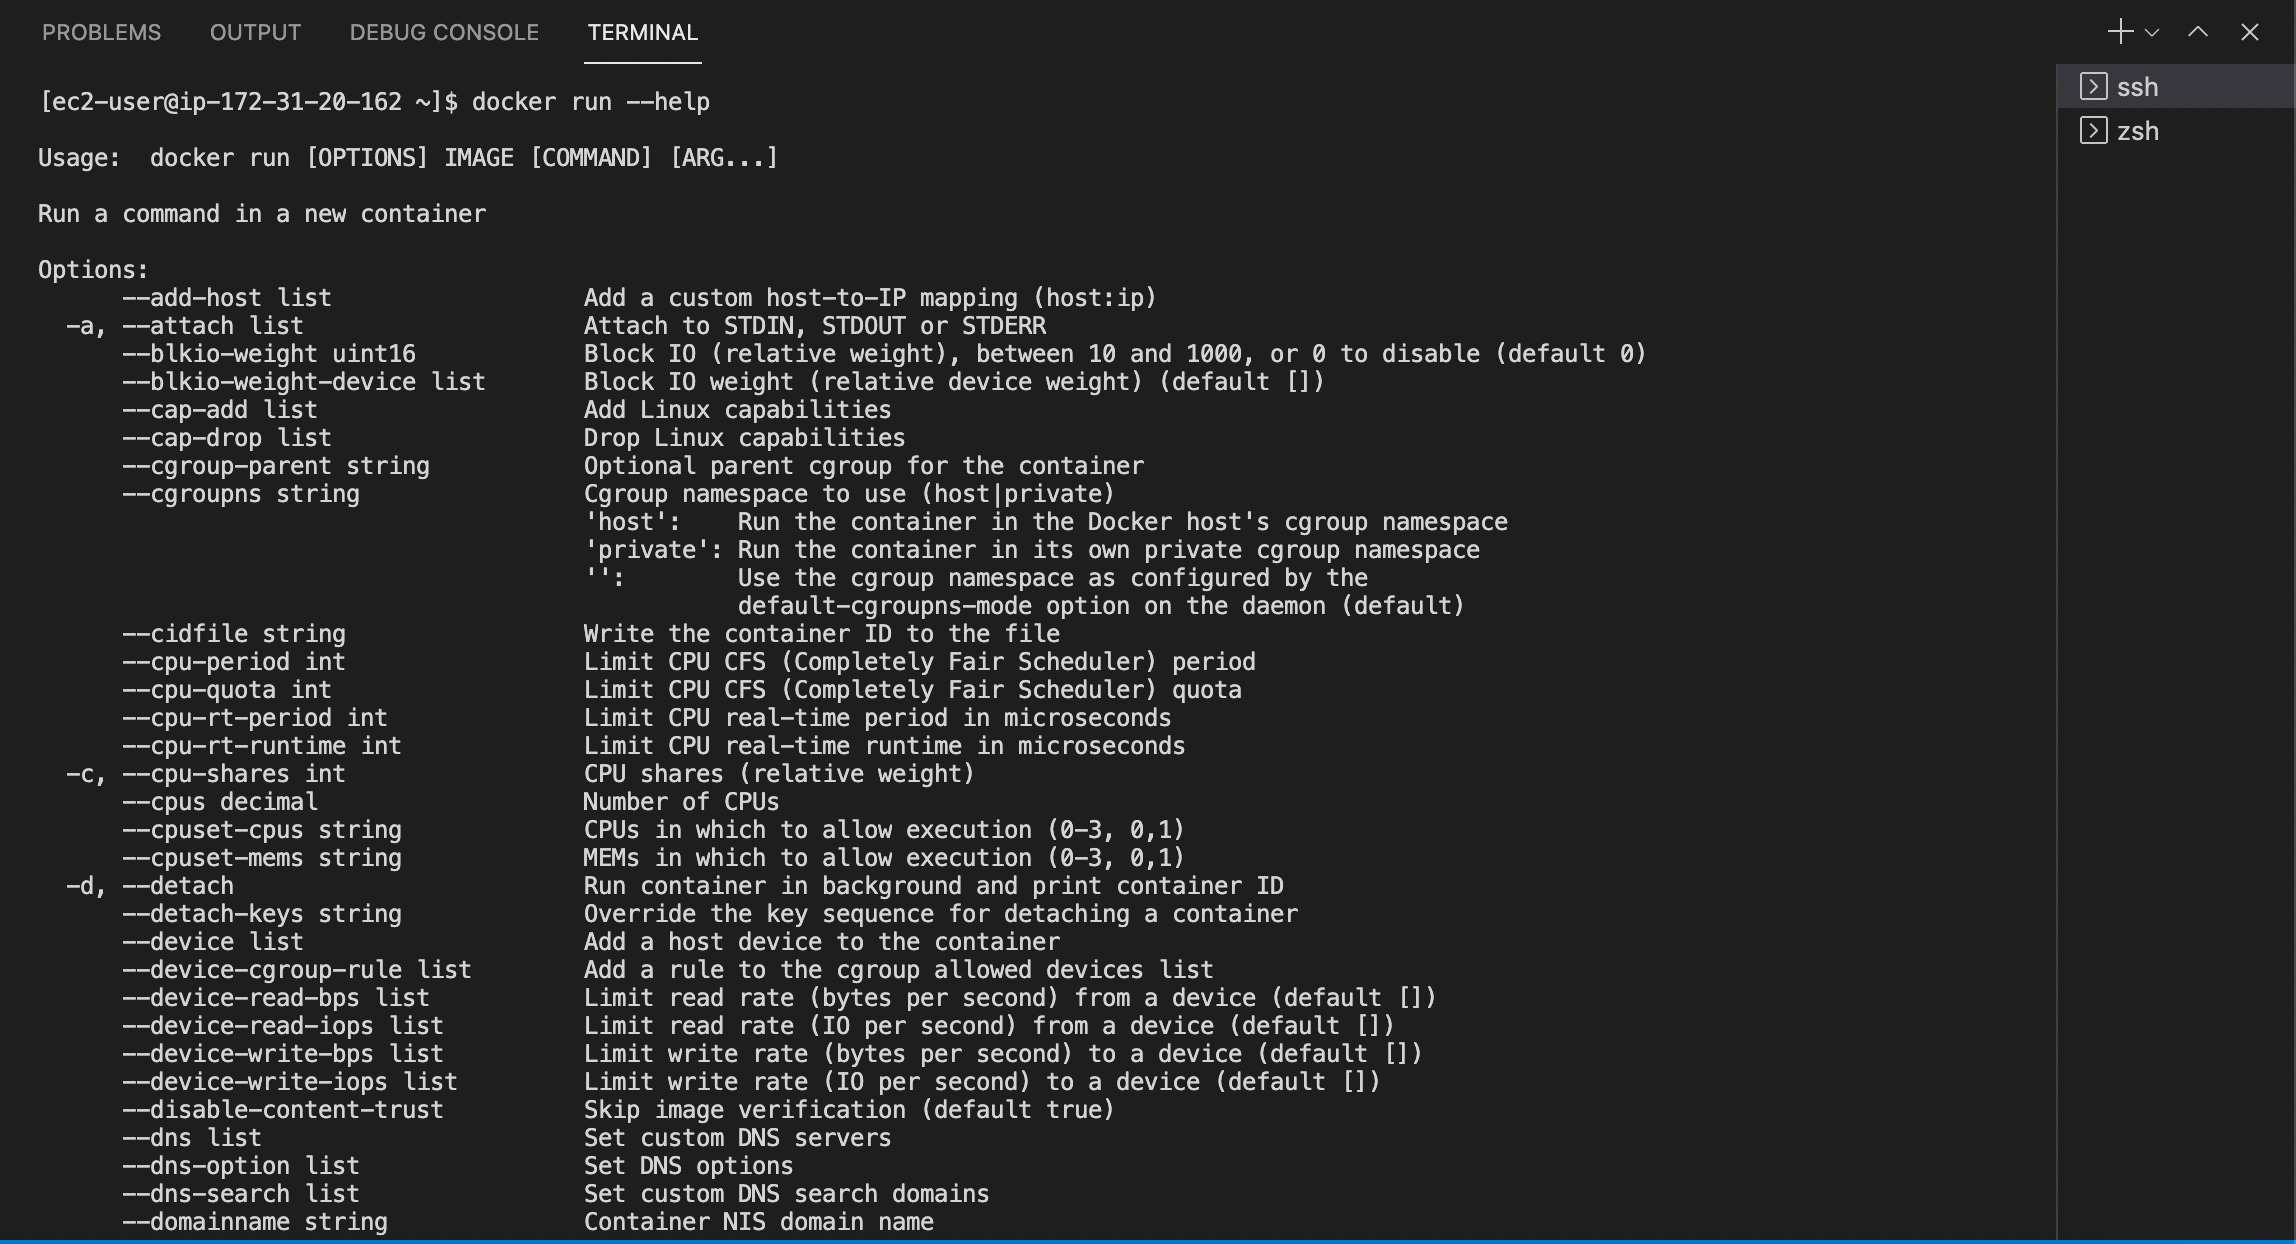 PROBLEMS OUTPUT DEBUG CONSOLE TERMINAL
ssh
zsh
[ec2-user@ip-172-31-20-162 ~]$ docker run --help
Usage:  docker run [OPTIONS] IMAGE [COMMAND] [ARG...]
Run a command in a new container
Options:
      --add-host list                  Add a custom host-to-IP mapping (host:ip)
  -a, --attach list                    Attach to STDIN, STDOUT or STDERR
      --blkio-weight uint16            Block IO (relative weight), between 10 and 1000, or 0 to disable (default 0)
      --blkio-weight-device list       Block IO weight (relative device weight) (default [])
      --cap-add list                   Add Linux capabilities
      --cap-drop list                  Drop Linux capabilities
      --cgroup-parent string           Optional parent cgroup for the container
      --cgroupns string                Cgroup namespace to use (host|private)
                                       'host':    Run the container in the Docker host's cgroup namespace
                                       'private': Run the container in its own private cgroup namespace
                                       '':        Use the cgroup namespace as configured by the
                                                  default-cgroupns-mode option on the daemon (default)
      --cidfile string                 Write the container ID to the file
      --cpu-period int                 Limit CPU CFS (Completely Fair Scheduler) period
      --cpu-quota int                  Limit CPU CFS (Completely Fair Scheduler) quota
      --cpu-rt-period int              Limit CPU real-time period in microseconds
      --cpu-rt-runtime int             Limit CPU real-time runtime in microseconds
  -c, --cpu-shares int                 CPU shares (relative weight)
      --cpus decimal                   Number of CPUs
      --cpuset-cpus string             CPUs in which to allow execution (0-3, 0,1)
      --cpuset-mems string             MEMs in which to allow execution (0-3, 0,1)
  -d, --detach                         Run container in background and print container ID
      --detach-keys string             Override the key sequence for detaching a container
      --device list                    Add a host device to the container
      --device-cgroup-rule list        Add a rule to the cgroup allowed devices list
      --device-read-bps list           Limit read rate (bytes per second) from a device (default [])
      --device-read-iops list          Limit read rate (IO per second) from a device (default [])
      --device-write-bps list          Limit write rate (bytes per second) to a device (default [])
      --device-write-iops list         Limit write rate (IO per second) to a device (default [])
      --disable-content-trust          Skip image verification (default true)
      --dns list                       Set custom DNS servers
      --dns-option list                Set DNS options
      --dns-search list                Set custom DNS search domains
      --domainname string              Container NIS domain name